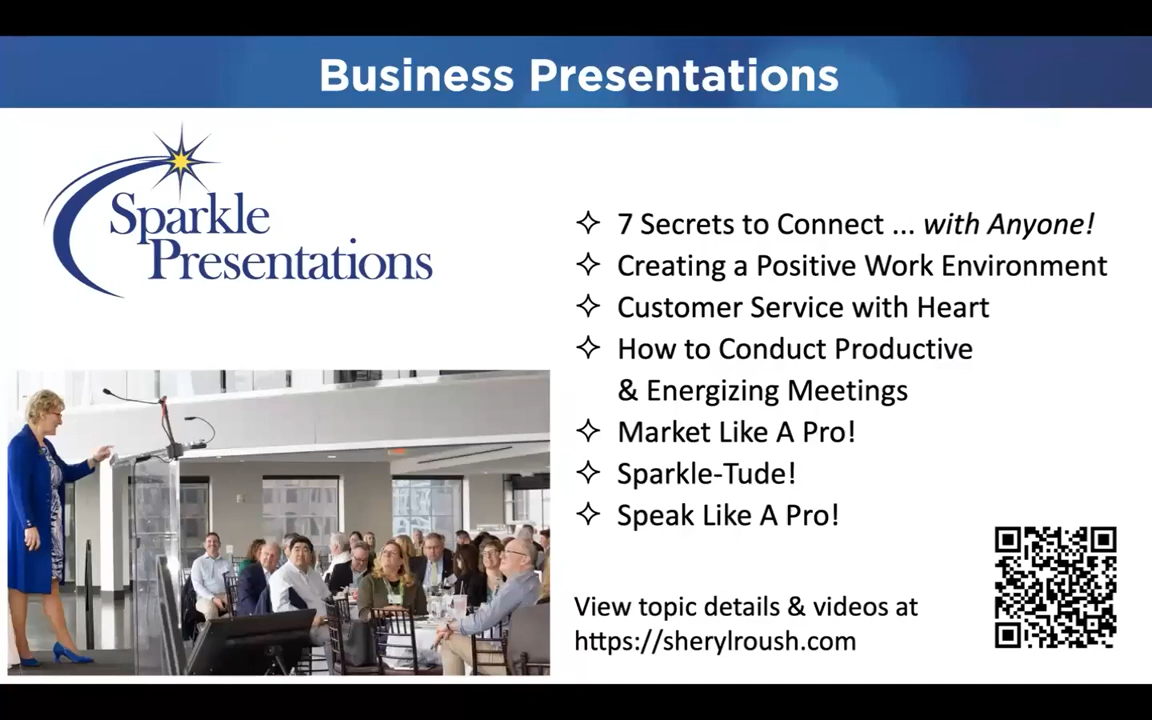 Business Presentations
Sparkle
Presentations
7 Secrets to Connect ... with Anyone!
Creating a Positive Work Environment
Customer Service with Heart
How to Conduct Productive
& Energizing Meetings
Market Like A Pro!
Sparkle-Tude!
Speak Like A Pro!
View topic details & videos at
https://sherylroush.com